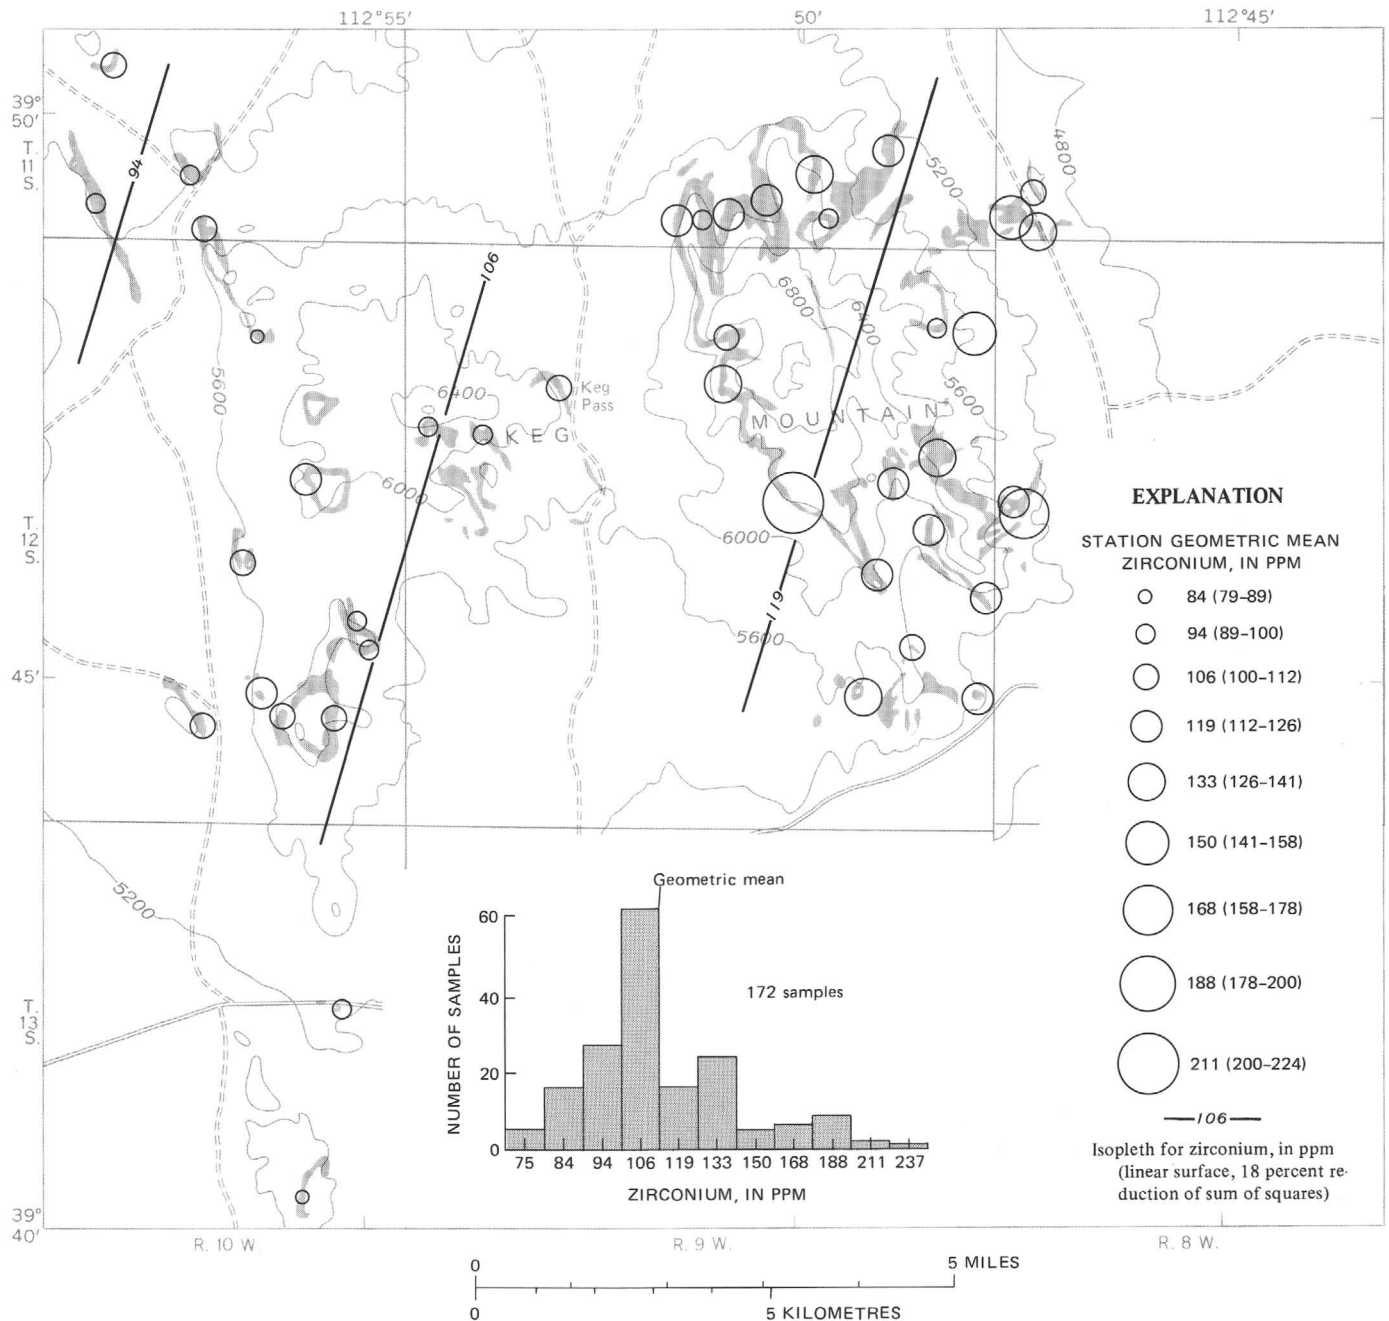 112°55' 50' 112°45'
39°
50'
T.
11
S.
94
4800
5200
106
6800
6400
5600
6400
Keg
Pass
5600
MOUNTAIN
KEG
6000
EXPLANATION
T.
12
S.
6000
STATION GEOMETRIC MEAN
ZIRCONIUM, IN PPM
84 (79–89)
119
94 (89–100)
5600
45'
106 (100–112)
119 (112–126)
133 (126–141)
150 (141–158)
5200
Geometric mean
168 (158–178)
188 (178–200)
211 (200–224)
106
Isopleth for zirconium, in ppm
(linear surface, 18 percent re-
duction of sum of squares)
T.
13
S.
NUMBER OF SAMPLES
60
40
20
0
172 samples
75 84 94 106 119 133 150 168 188 211 237
ZIRCONIUM, IN PPM
39°
40'
R. 10 W. R. 9 W. R. 8 W.
0 5 MILES
0 5 KILOMETRES